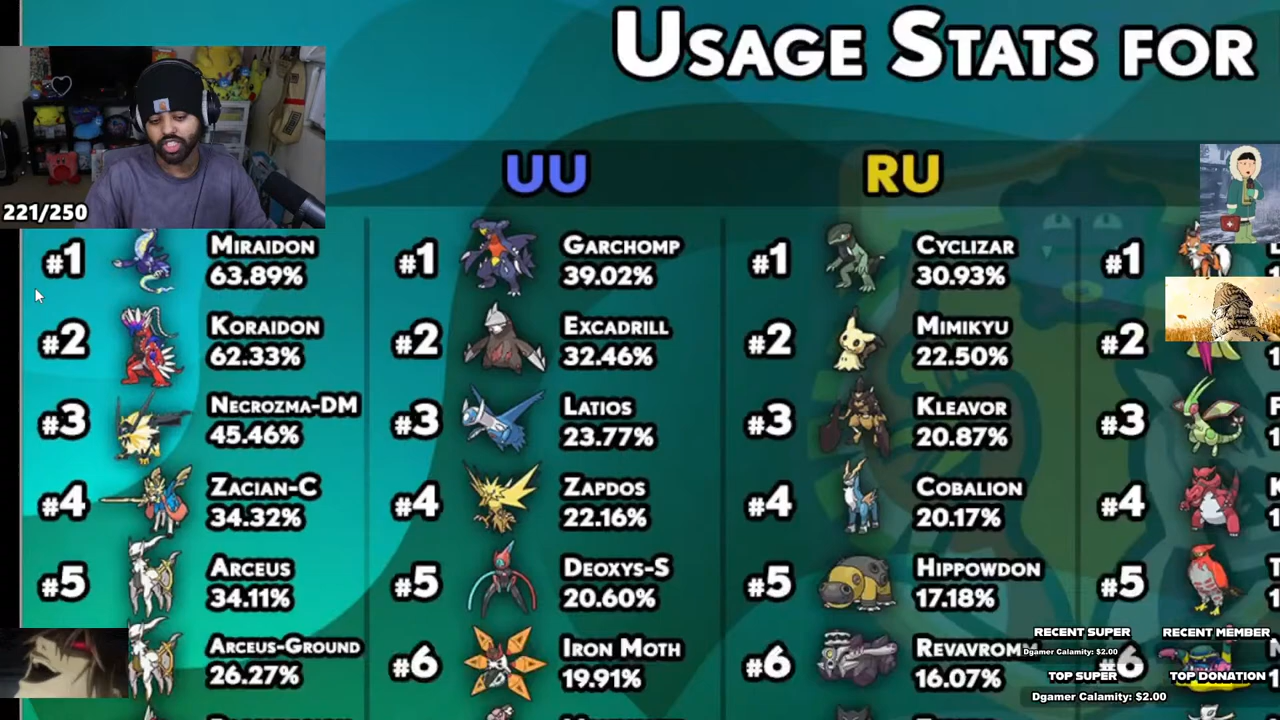 USAGE STATS FOR
UU
RU
221/250
#1
MIRAIDON
63.89%
#2
KORAIDON
62.33%
#3
NECROZMA-DM
45.46%
#4
ZACIAN-C
34.32%
#5
ARCEUS
34.11%
ARCEUS-GROUND
26.27%
#1
GARCHOMP
39.02%
#2
EXCADRILL
32.46%
#3
LATIOS
23.77%
#4
ZAPDOS
22.16%
#5
DEOXYS-S
20.60%
#6
IRON MOTH
19.91%
#1
CYCLIZAR
30.93%
#2
MIMIKYU
22.50%
#3
KLEAVOR
20.87%
#4
COBALION
20.17%
#5
HIPPOWDON
17.18%
#6
16.07%
#1
#2
#3
#4
#5
#6
RECENT SUPER
Dgamer Calamity: $2.00
TOP SUPER
Dgamer Calamity: $2.00
RECENT MEMBER
TOP DONATION